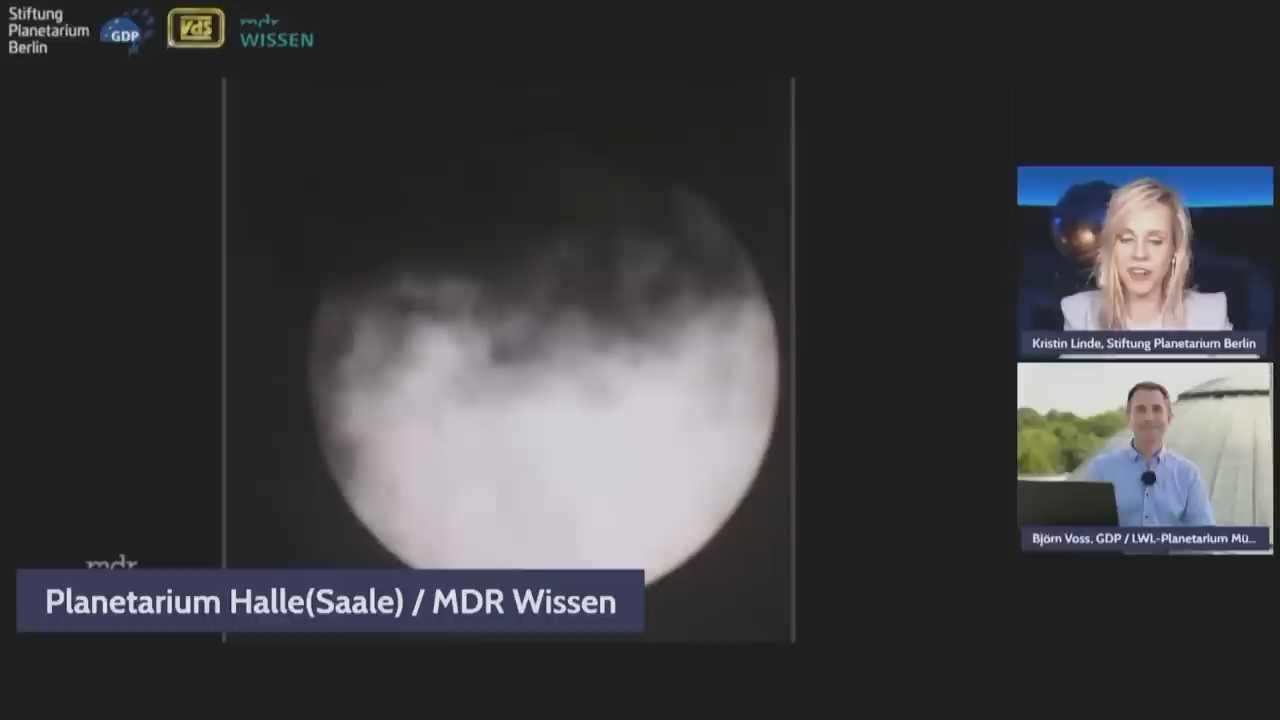 Stiftung
Planetarium
Berlin
GDP
VdS
mdr
WISSEN
Kristin Linde, Stiftung Planetarium Berlin
Björn Voss, GDP / LWL-Planetarium Mü...
mdr
Planetarium Halle(Saale) / MDR Wissen